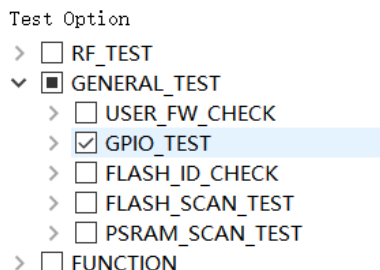 Test Option
RF_TEST
GENERAL_TEST
USER_FW_CHECK
GPIO_TEST
FLASH_ID_CHECK
FLASH_SCAN_TEST
PSRAM_SCAN_TEST
FUNCTION